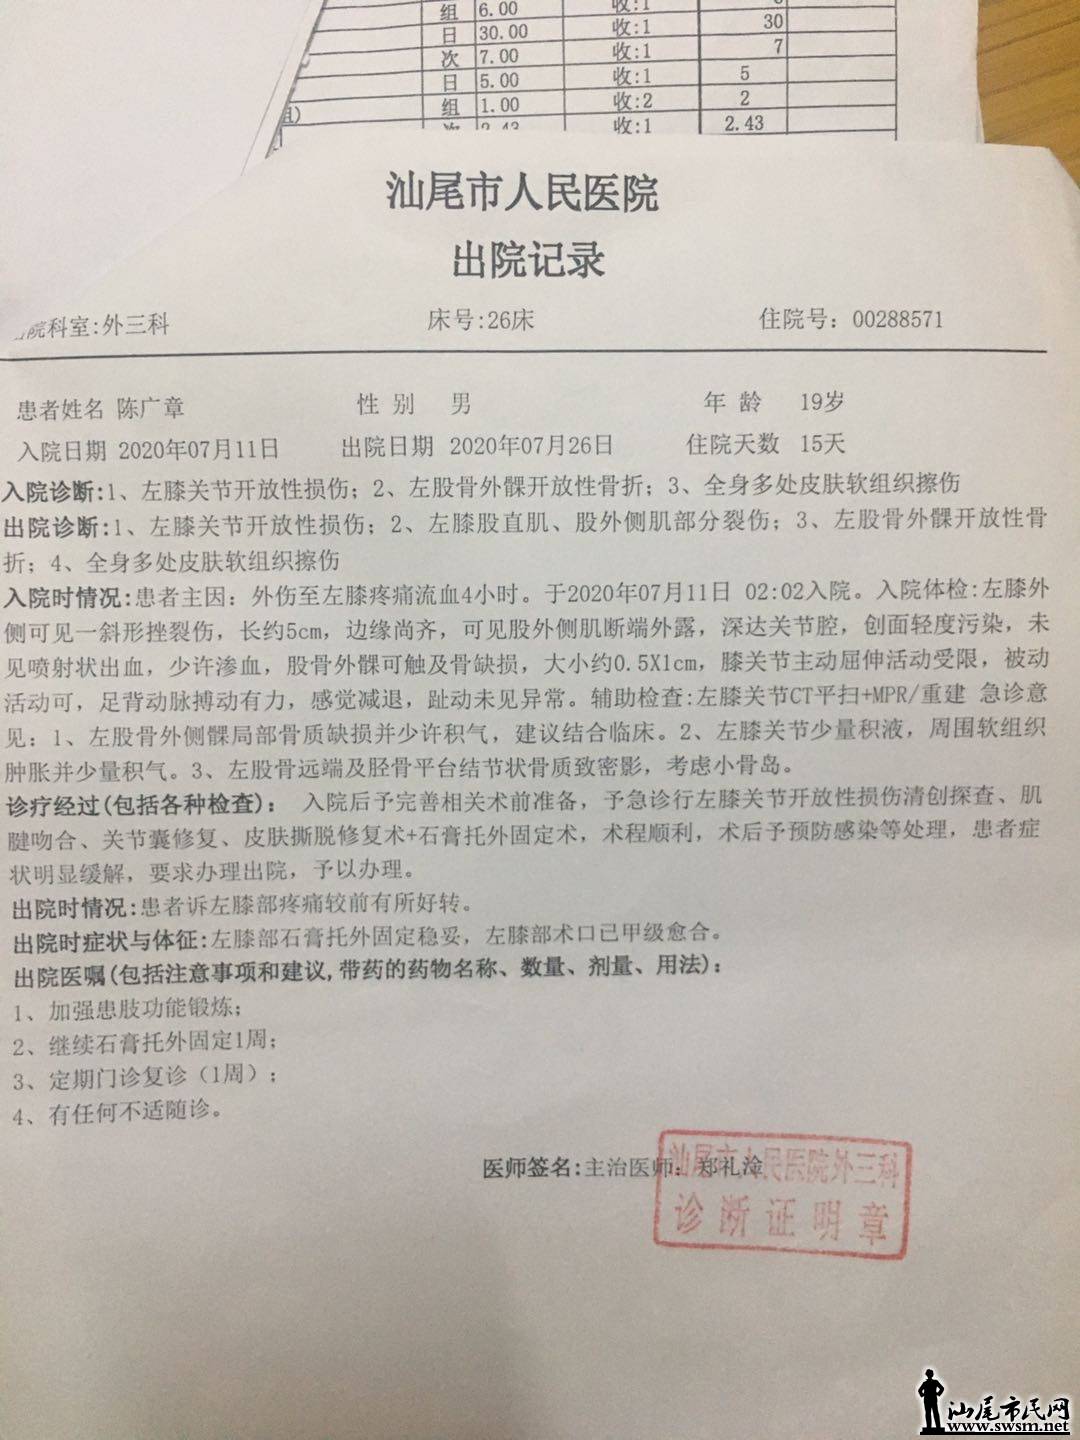 组 6.00 收:1
日 30.00 收:1 30
次 7.00 收:1 7
日 5.00 收:1 5
组 1.00 收:2 2
2.43 收:1 2.43
汕尾市人民医院
出院记录
院科室:外三科 床号:26床 住院号: 00288571
患者姓名 陈广章 性 别 男 年 龄 19岁
入院日期 2020年07月11日 出院日期 2020年07月26日 住院天数 15天
入院诊断:1、左膝关节开放性损伤；2、左股骨外髁开放性骨折；3、全身多处皮肤软组织擦伤
出院诊断:1、左膝关节开放性损伤；2、左膝股直肌、股外侧肌部分裂伤；3、左股骨外髁开放性骨
折；4、全身多处皮肤软组织擦伤
入院时情况:患者主因：外伤至左膝疼痛流血4小时。于2020年07月11日 02:02入院。入院体检:左膝外
侧可见一斜形挫裂伤，长约5cm，边缘尚齐，可见股外侧肌断端外露，深达关节腔，创面轻度污染，未
见喷射状出血，少许渗血，股骨外髁可触及骨缺损，大小约0.5X1cm，膝关节主动屈伸活动受限，被动
活动可，足背动脉搏动有力，感觉减退，趾动未见异常。辅助检查:左膝关节CT平扫+MPR/重建 急诊意
见：1、左股骨外侧髁局部骨质缺损并少许积气，建议结合临床。2、左膝关节少量积液，周围软组织
肿胀并少量积气。3、左股骨远端及胫骨平台结节状骨质致密影，考虑小骨岛。
诊疗经过(包括各种检查)： 入院后予完善相关术前准备，予急诊行左膝关节开放性损伤清创探查、肌
腱吻合、关节囊修复、皮肤撕脱修复术+石膏托外固定术，术程顺利，术后予预防感染等处理，患者症
状明显缓解，要求办理出院，予以办理。
出院时情况:患者诉左膝部疼痛较前有所好转。
出院时症状与体征:左膝部石膏托外固定稳妥，左膝部术口已甲级愈合。
出院医嘱(包括注意事项和建议,带药的药物名称、数量、剂量、用法)：
1、加强患肢功能锻炼；
2、继续石膏托外固定1周；
3、定期门诊复诊（1周）；
4、有任何不适随诊。
医师签名:主治医师：郑礼淦
汕尾市人民医院外三科
诊断证明章
汕尾市民网
www.swsm.net